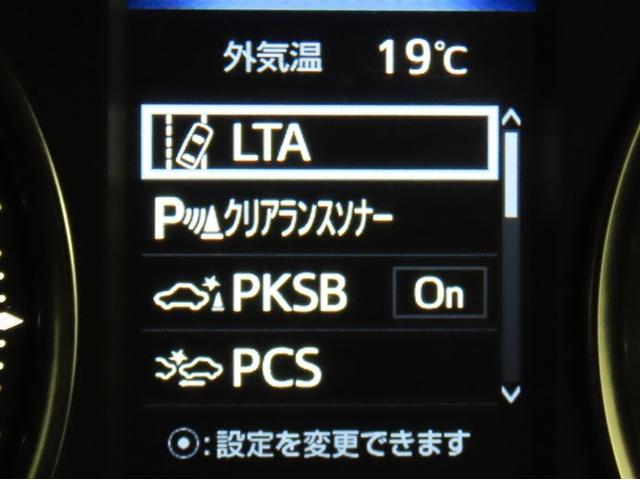 外気温 19℃
LTA
Pクリアランスソナー
PKSB On
PCS
:設定を変更できます